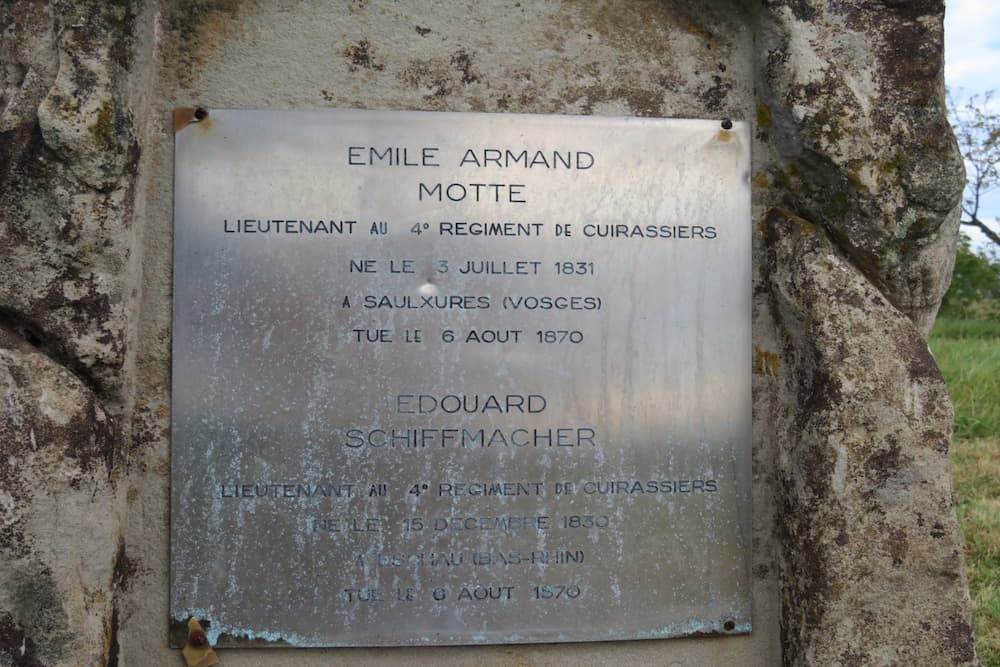 EMILE ARMAND
MOTTE
LIEUTENANT AU 4° REGIMENT DE CUIRASSIERS
NE LE 3 JUILLET 1831
A SAULXURES (VOSGES)
TUE LE 6 AOUT 1870
EDOUARD
SCHIFFMACHER
LIEUTENANT AU 4° REGIMENT DE CUIRASSIERS
NE LE 15 DECEMBRE 1830
A (BAS-RHIN)
TUE LE 6 AOUT 1870